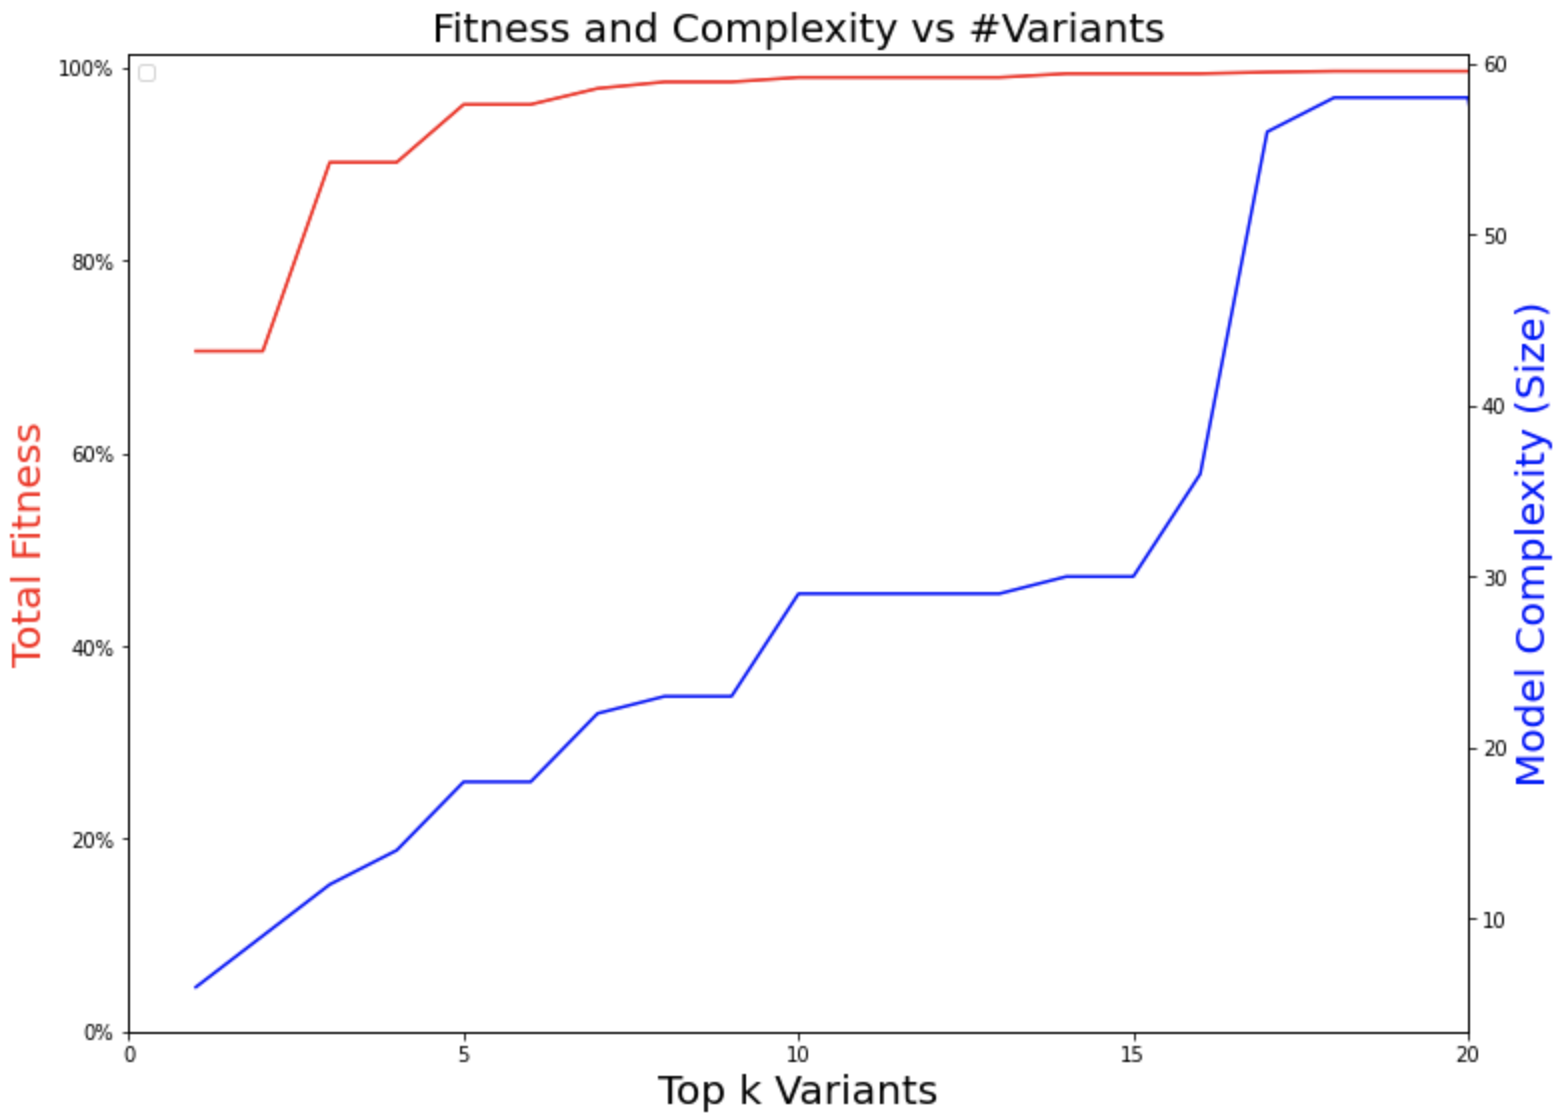 Fitness and Complexity vs #Variants
100%
80%
60%
40%
20%
0%
Total Fitness
60
50
40
30
20
10
Model Complexity (Size)
0 5 10 15 20
Top k Variants